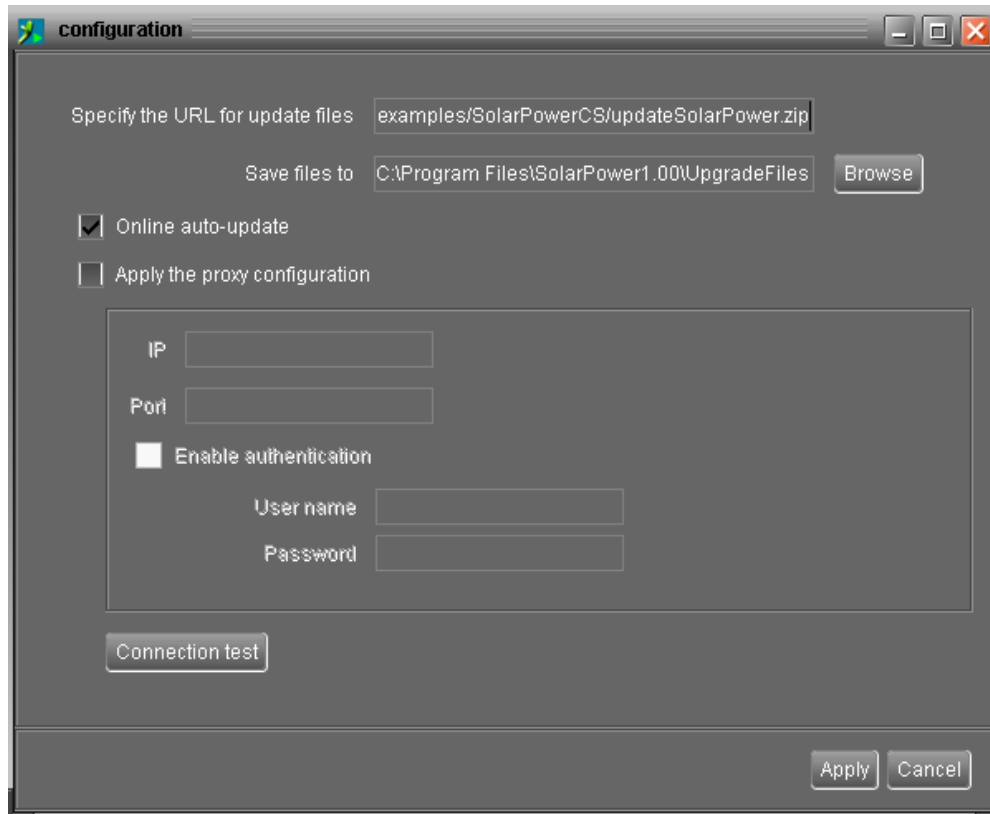 configuration
Specify the URL for update files examples/SolarPowerCS/updateSolarPower.zip
Save files to C:\Program Files\SolarPower1.00\UpgradeFiles Browse
Online auto-update
Apply the proxy configuration
IP
Port
Enable authentication
User name
Password
Connection test
Apply Cancel